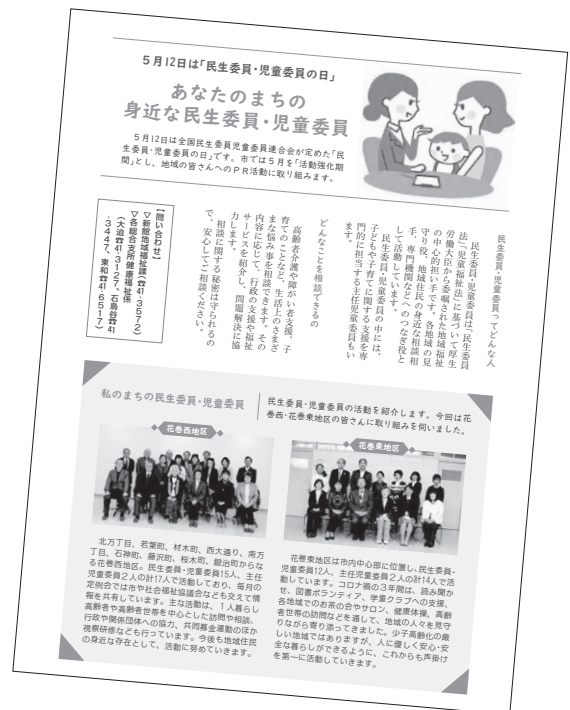 5月12日は「民生委員・児童委員の日」
あなたのまちの
身近な民生委員・児童委員
5月12日は全国民生委員児童委員連合会が定めた「民
生委員・児童委員の日」です。市では5月を「活動強化期
間」とし、地域の皆さんへのPR活動に取り組みます。
民生委員・児童委員ってどんな人
民生委員・児童委員は「民生委員
法」「児童福祉法」に基づいて厚生
労働大臣から委嘱された地域福祉
の中心的担い手です。各地域の見
守り役、地域住民の身近な相談相
手、専門機関などへのつなぎ役と
して活動しています。
民生委員・児童委員の中には、
子どもや子育てに関する支援を専
門的に担当する主任児童委員もい
ます。
どんなことを相談できるの
高齢者介護や障がい者支援、子
育てのことなど、生活上のさまざ
まな悩み事を相談できます。その
内容に応じて、行政の支援や福祉
サービスを紹介し、問題解決に協
力します。
相談に関する秘密は守られるの
で、安心してご相談ください。
【問い合わせ】
▽新館地域福祉課(☎41-3572)
▽各総合支所健康福祉係
(大迫☎41-3127、石鳥谷☎41
-3447、東和☎41-6517)
私のまちの民生委員・児童委員
民生委員・児童委員の活動を紹介します。今回は花
巻西・花巻東地区の皆さんに取り組みを伺いました。
花巻西地区
北万丁目、若葉町、材木町、西大通り、南万
丁目、石神町、藤沢町、桜木町、鍛治町からな
る花巻西地区。民生委員・児童委員15人、主任
児童委員2人の計17人で活動しており、毎月の
定例会では市や社会福祉協議会なども交えて情
報を共有しています。主な活動は、1人暮らし
高齢者や高齢者世帯を中心とした訪問や相談、
行政や関係団体への協力、共同募金運動のほか
視察研修なども行っています。今後も地域住民
の身近な存在として、活動に努めていきます。
花巻東地区
花巻東地区は市内中心部に位置し、民生委員・
児童委員12人、主任児童委員2人の計14人で活
動しています。コロナ禍の3年間は、読み聞か
せ、図書ボランティア、学童クラブへの支援、
各地域でのお茶の会やサロン、健康体操、高齢
者世帯の訪問などを通して、地域の人々を見守
りながら寄り添ってきました。少子高齢化の厳
しい地域ではありますが、人に優しく安心・安
全な暮らしができるように、これからも声掛け
を第一に活動していきます。